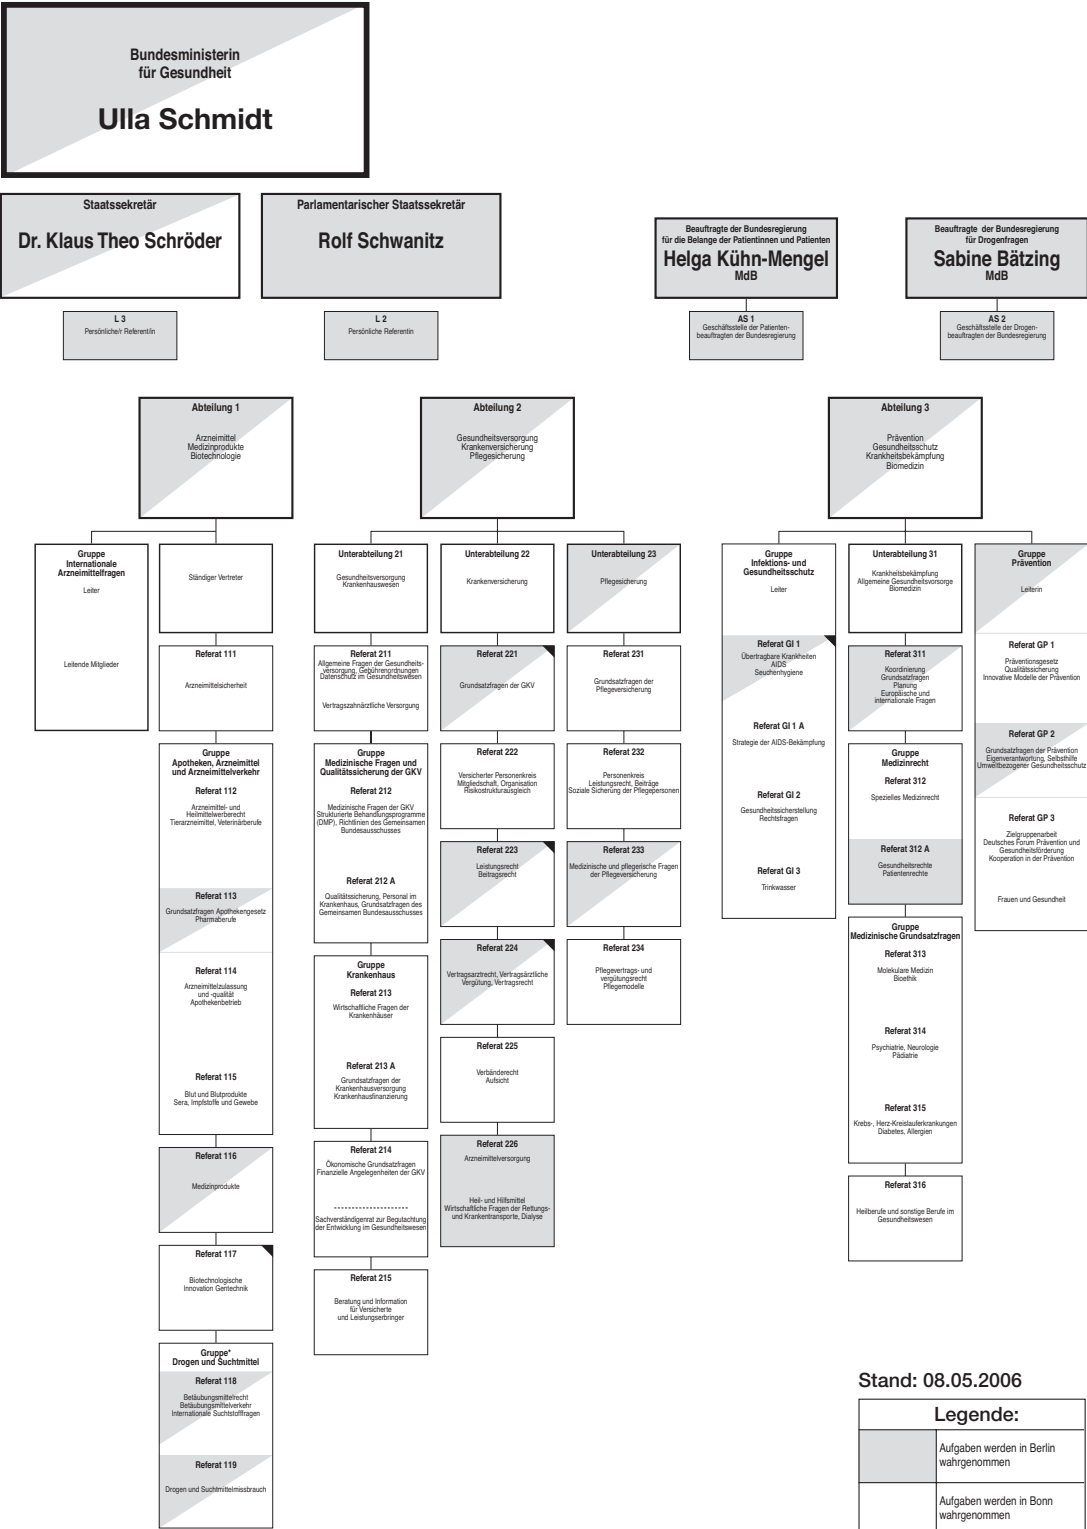 Bundesministerin
für Gesundheit
Ulla Schmidt
Staatssekretär
Dr. Klaus Theo Schröder
Parlamentarischer Staatssekretär
Rolf Schwanitz
Beauftragte der Bundesregierung
für die Belange der Patientinnen und Patienten
Helga Kühn-Mengel
MdB
Beauftragte der Bundesregierung
für Drogenfragen
Sabine Bätzing
MdB
L 3
Persönliche/r Referent/in
L 2
Persönliche Referentin
AS 1
Geschäftsstelle der Patienten-
beauftragten der Bundesregierung
AS 2
Geschäftsstelle der Drogen-
beauftragten der Bundesregierung
Abteilung 1
Arzneimittel
Medizinprodukte
Biotechnologie
Gruppe
Internationale
Arzneimittelfragen
Leiter
Leitende Mitglieder
Ständiger Vertreter
Referat 111
Arzneimittelsicherheit
Gruppe
Apotheken, Arzneimittel
und Arzneimittelverkehr
Referat 112
Arzneimittel- und
Heilmittelwerberecht
Tierarzneimittel, Veterinärberufe
Referat 113
Grundsatzfragen Apothekengesetz
Pharmaberufe
Referat 114
Arzneimittelzulassung
und -qualität
Apothekenbetrieb
Referat 115
Blut und Blutprodukte
Sera, Impfstoffe und Gewebe
Referat 116
Medizinprodukte
Referat 117
Biotechnologische
Innovation Gentechnik
Gruppe*
Drogen und Suchtmittel
Referat 118
Betäubungsmittelrecht
Betäubungsmittelverkehr
Internationale Suchtstofffragen
Referat 119
Drogen und Suchtmittelmissbrauch
Abteilung 2
Gesundheitsversorgung
Krankenversicherung
Pflegesicherung
Unterabteilung 21
Gesundheitsversorgung
Krankenhauswesen
Referat 211
Allgemeine Fragen der Gesundheits-
versorgung, Gebührenordnungen
Datenschutz im Gesundheitswesen
Vertragszahnärztliche Versorgung
Gruppe
Medizinische Fragen und
Qualitätssicherung der GKV
Referat 212
Medizinische Fragen der GKV
Strukturierte Behandlungsprogramme
(DMP), Richtlinien des Gemeinsamen
Bundesausschusses
Referat 212 A
Qualitätssicherung, Personal im
Krankenhaus, Grundsatzfragen des
Gemeinsamen Bundesausschusses
Gruppe
Krankenhaus
Referat 213
Wirtschaftliche Fragen der
Krankenhäuser
Referat 213 A
Grundsatzfragen der
Krankenhausversorgung
Krankenhausfinanzierung
Referat 214
Ökonomische Grundsatzfragen
Finanzielle Angelegenheiten der GKV
---------------------
Sachverständigenrat zur Begutachtung
der Entwicklung im Gesundheitswesen
Referat 215
Beratung und Information
für Versicherte
und Leistungserbringer
Unterabteilung 22
Krankenversicherung
Referat 221
Grundsatzfragen der GKV
Referat 222
Versicherter Personenkreis
Mitgliedschaft, Organisation
Risikostrukturausgleich
Referat 223
Leistungsrecht
Beitragsrecht
Referat 224
Vertragsarztrecht, Vertragsärztliche
Vergütung, Vertragsrecht
Referat 225
Verbänderecht
Aufsicht
Referat 226
Arzneimittelversorgung
Heil- und Hilfsmittel
Wirtschaftliche Fragen der Rettungs-
und Krankentransporte, Dialyse
Unterabteilung 23
Pflegesicherung
Referat 231
Grundsatzfragen der
Pflegeversicherung
Referat 232
Personenkreis
Leistungsrecht, Beiträge
Soziale Sicherung der Pflegepersonen
Referat 233
Medizinische und pflegerische Fragen
der Pflegeversicherung
Referat 234
Pflegevertrags- und
vergütungsrecht
Pflegemodelle
Abteilung 3
Prävention
Gesundheitsschutz
Krankheitsbekämpfung
Biomedizin
Gruppe
Infektions- und
Gesundheitsschutz
Leiter
Referat GI 1
Übertragbare Krankheiten
AIDS
Seuchenhygiene
Referat GI 1 A
Strategie der AIDS-Bekämpfung
Referat GI 2
Gesundheitssicherstellung
Rechtsfragen
Referat GI 3
Trinkwasser
Unterabteilung 31
Krankheitsbekämpfung
Allgemeine Gesundheitsvorsorge
Biomedizin
Referat 311
Koordinierung
Grundsatzfragen
Planung
Europäische und
internationale Fragen
Gruppe
Medizinrecht
Referat 312
Spezielles Medizinrecht
Referat 312 A
Gesundheitsrechte
Patientenrechte
Gruppe
Medizinische Grundsatzfragen
Referat 313
Molekulare Medizin
Bioethik
Referat 314
Psychiatrie, Neurologie
Pädiatrie
Referat 315
Krebs-, Herz-Kreislauferkrankungen
Diabetes, Allergien
Referat 316
Heilberufe und sonstige Berufe im
Gesundheitswesen
Gruppe
Prävention
Leiterin
Referat GP 1
Präventionsgesetz
Qualitätssicherung
Innovative Modelle der Prävention
Referat GP 2
Grundsatzfragen der Prävention
Eigenverantwortung, Selbsthilfe
Umweltbezogener Gesundheitsschutz
Referat GP 3
Zielgruppenarbeit
Deutsches Forum Prävention und
Gesundheitsförderung
Kooperation in der Prävention
Frauen und Gesundheit
Stand: 08.05.2006
Legende:
Aufgaben werden in Berlin
wahrgenommen
Aufgaben werden in Bonn
wahrgenommen